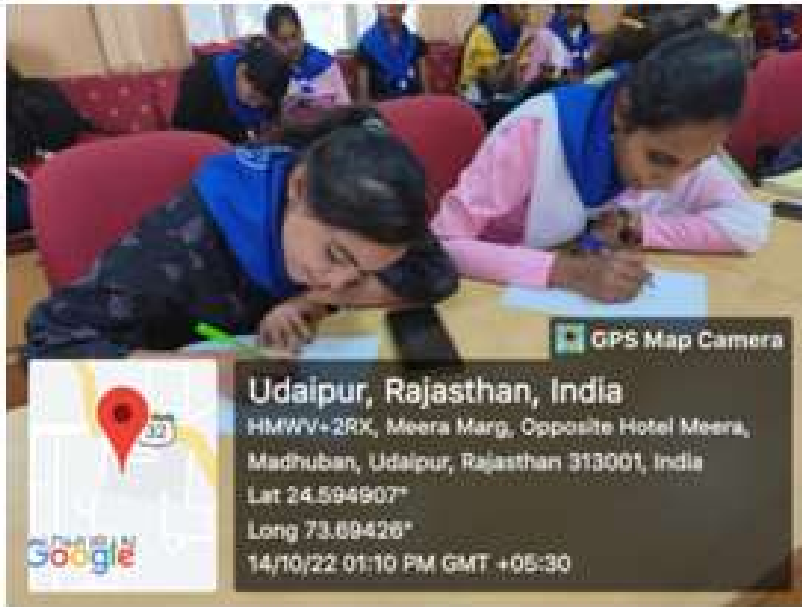 GPS Map Camera
Udaipur, Rajasthan, India
HMWV+2RX, Meera Marg, Opposite Hotel Meera,
Madhuban, Udaipur, Rajasthan 313001, India
Lat 24.594907°
Long 73.69426°
14/10/22 01:10 PM GMT +05:30
32
Google